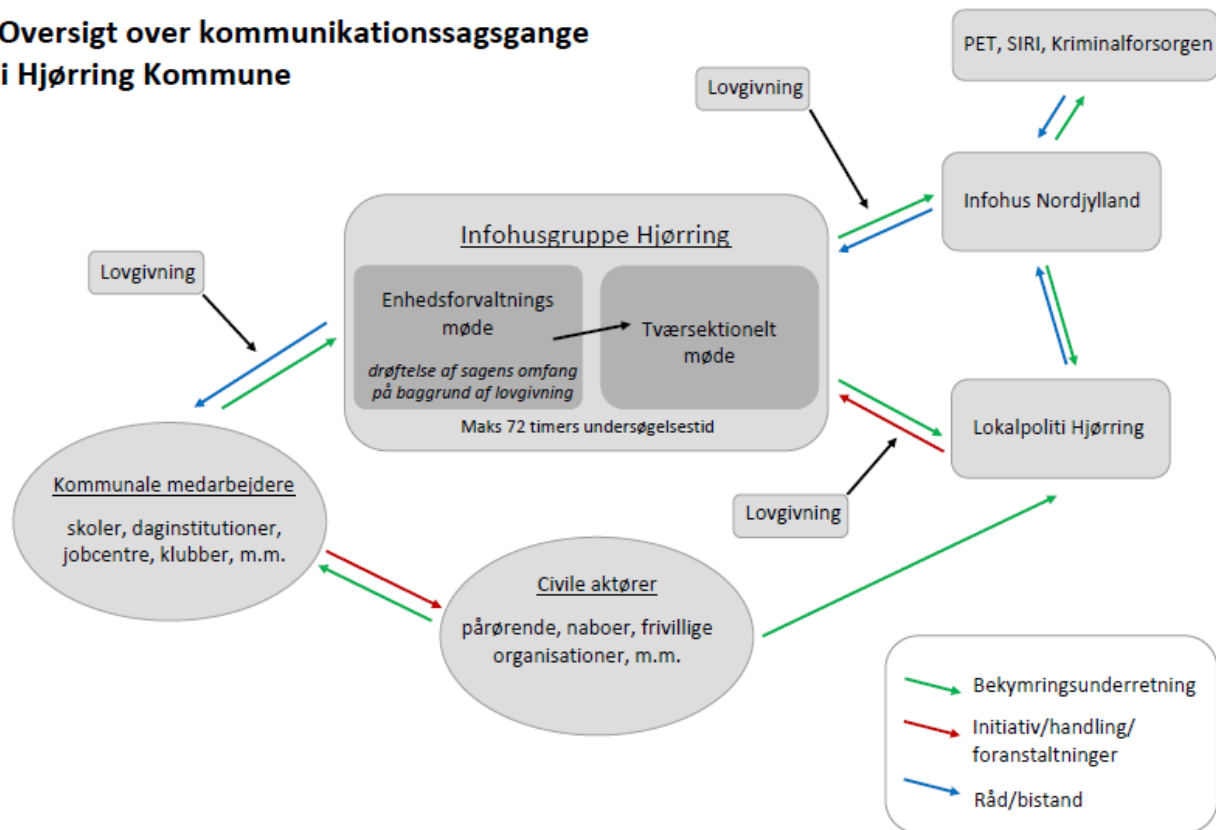 Oversigt over kommunikationssagsgange
i Hjørring Kommune
PET, SIRI, Kriminalforsorgen
Lovgivning
Infohus Nordjylland
Infohusgruppe Hjørring
Lovgivning
Enhedsforvaltnings
møde
drøftelse af sagens omfang
på baggrund af lovgivning
Tværsektionelt
møde
Maks 72 timers undersøgelsestid
Lokalpoliti Hjørring
Kommunale medarbejdere
skoler, daginstitutioner,
jobcentre, klubber, m.m.
Lovgivning
Civile aktører
pårørende, naboer, frivillige
organisationer, m.m.
Bekymringsunderretning
Initiativ/handling/
foranstaltninger
Råd/bistand